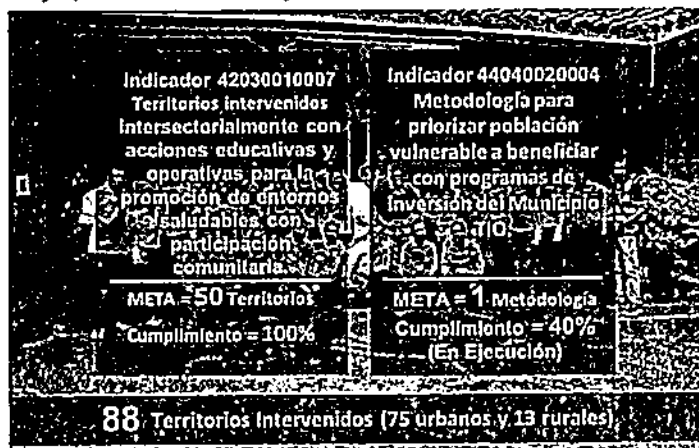 Indicador 42030010007
Territorios intervenidos
intersectorialmente con
acciones educativas y
operativas para la
promoción de entornos
saludables con
participación
comunitaria.
META = 50 Territorios
Cumplimiento = 100%
Indicador 44040020004
Metodología para
priorizar población
vulnerable a beneficiar
con programas de
Inversión del Municipio
TIO
META = 1 Metodología
Cumplimiento = 40%
(En Ejecución)
88 Territorios Intervenidos (75 urbanos y 13 rurales)